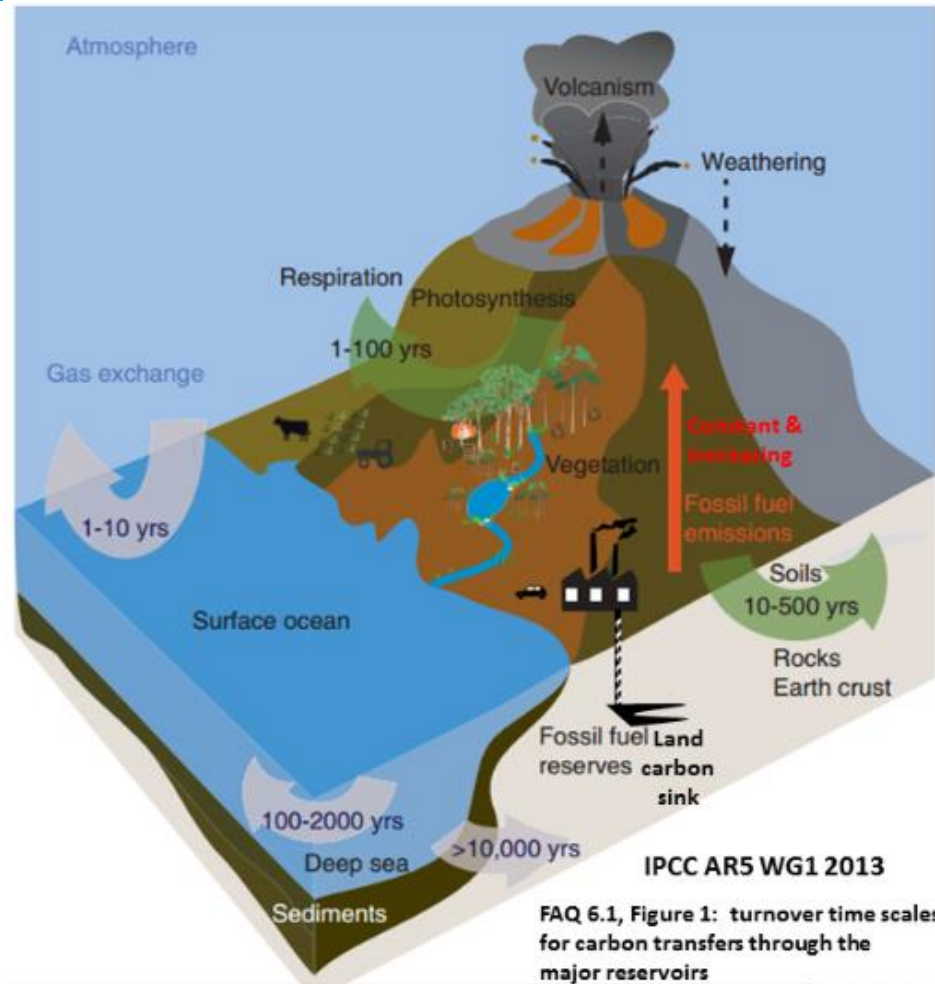 Atmosphere
Volcanism
Weathering
Respiration
Photosynthesis
1-100 yrs
Gas exchange
1-10 yrs
Vegetation
Constant &
Increasing
Fossil fuel
emissions
Soils
10-500 yrs
Surface ocean
Rocks
Earth crust
Fossil fuel
reserves
Land
carbon
sink
100-2000 yrs
Deep sea
>10,000 yrs
Sediments
IPCC AR5 WG1 2013
FAQ 6.1, Figure 1: turnover time scales
for carbon transfers through the
major reservoirs